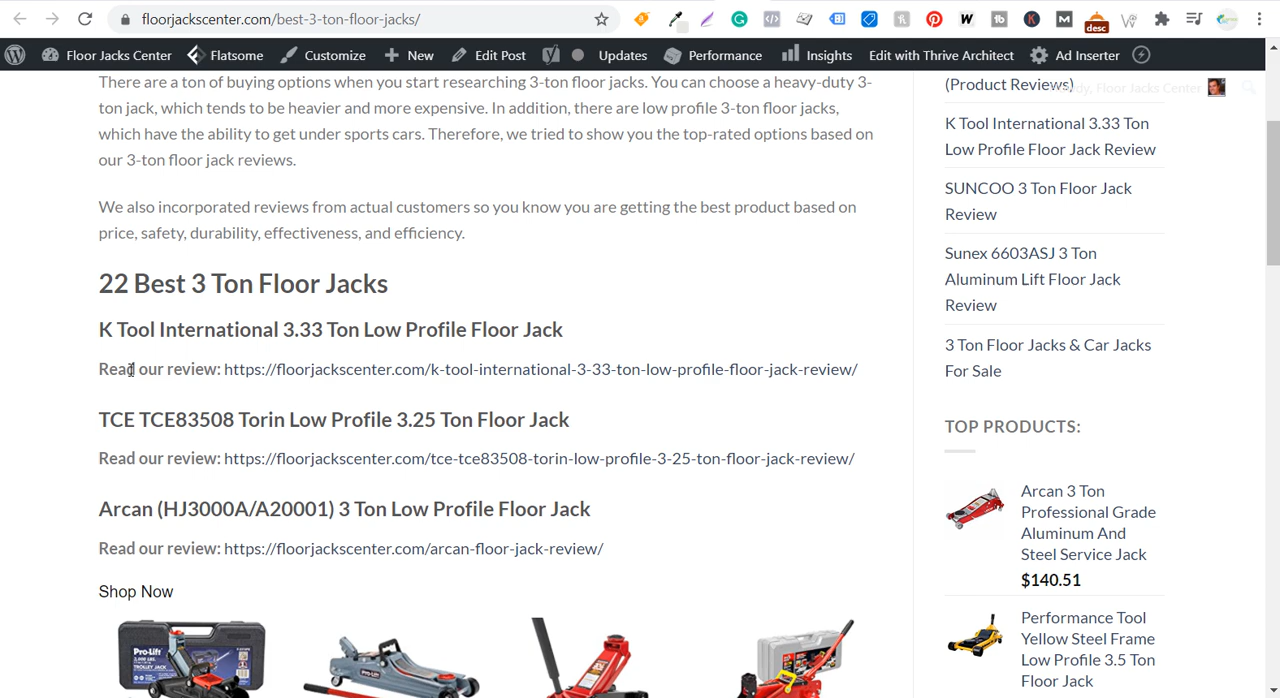 floorjackscenter.com/best-3-ton-floor-jacks/
desc
Floor Jacks Center Flatsome Customize New Edit Post Updates Performance Insights Edit with Thrive Architect Ad Inserter
There are a ton of buying options when you start researching 3-ton floor jacks. You can choose a heavy-duty 3-
ton jack, which tends to be heavier and more expensive. In addition, there are low profile 3-ton floor jacks,
which have the ability to get under sports cars. Therefore, we tried to show you the top-rated options based on
our 3-ton floor jack reviews.
We also incorporated reviews from actual customers so you know you are getting the best product based on
price, safety, durability, effectiveness, and efficiency.
22 Best 3 Ton Floor Jacks
K Tool International 3.33 Ton Low Profile Floor Jack
Read our review: https://floorjackscenter.com/k-tool-international-3-33-ton-low-profile-floor-jack-review/
TCE TCE83508 Torin Low Profile 3.25 Ton Floor Jack
Read our review: https://floorjackscenter.com/tce-tce83508-torin-low-profile-3-25-ton-floor-jack-review/
Arcan (HJ3000A/A20001) 3 Ton Low Profile Floor Jack
Read our review: https://floorjackscenter.com/arcan-floor-jack-review/
Shop Now
Pro-Lift
Pro-Lift
(Product Reviews)
Floor Jacks Center
K Tool International 3.33 Ton
Low Profile Floor Jack Review
SUNCOO 3 Ton Floor Jack
Review
Sunex 6603ASJ 3 Ton
Aluminum Lift Floor Jack
Review
3 Ton Floor Jacks & Car Jacks
For Sale
TOP PRODUCTS:
Arcan 3 Ton
Professional Grade
Aluminum And
Steel Service Jack
$140.51
Performance Tool
Yellow Steel Frame
Low Profile 3.5 Ton
Floor Jack